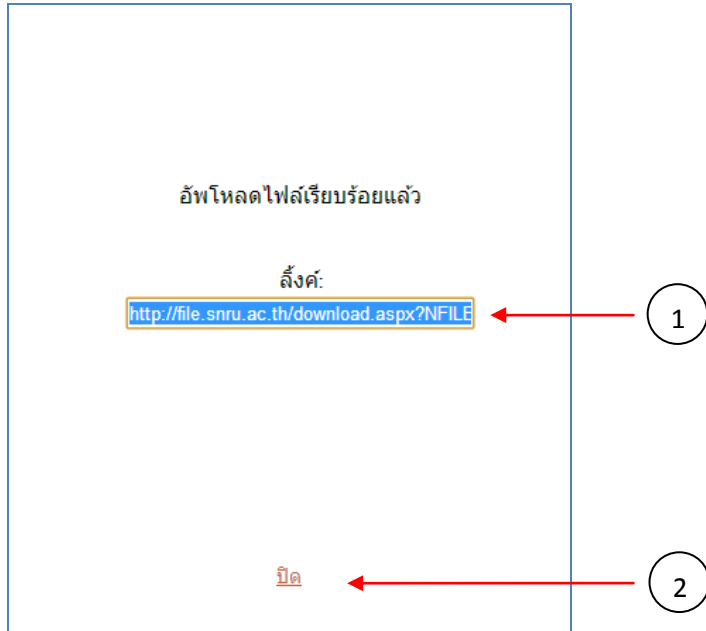 อัพโหลดไฟล์เรียบร้อยแล้ว
ลิ้งค์:
http://file.snru.ac.th/download.aspx?NFILE
1
ปิด
2